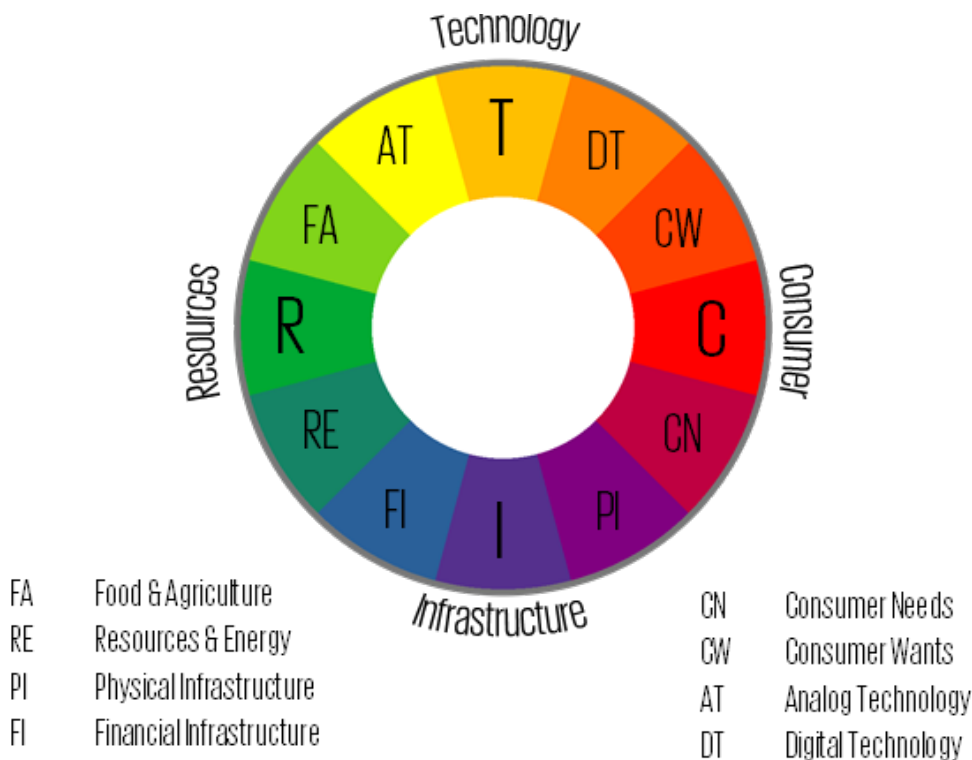 Technology
T
AT
DT
FA
CW
Resources
R
C
Consumer
RE
CN
FI
I
PI
Infrastructure
FA Food & Agriculture
RE Resources & Energy
PI Physical Infrastructure
FI Financial Infrastructure
CN Consumer Needs
CW Consumer Wants
AT Analog Technology
DT Digital Technology